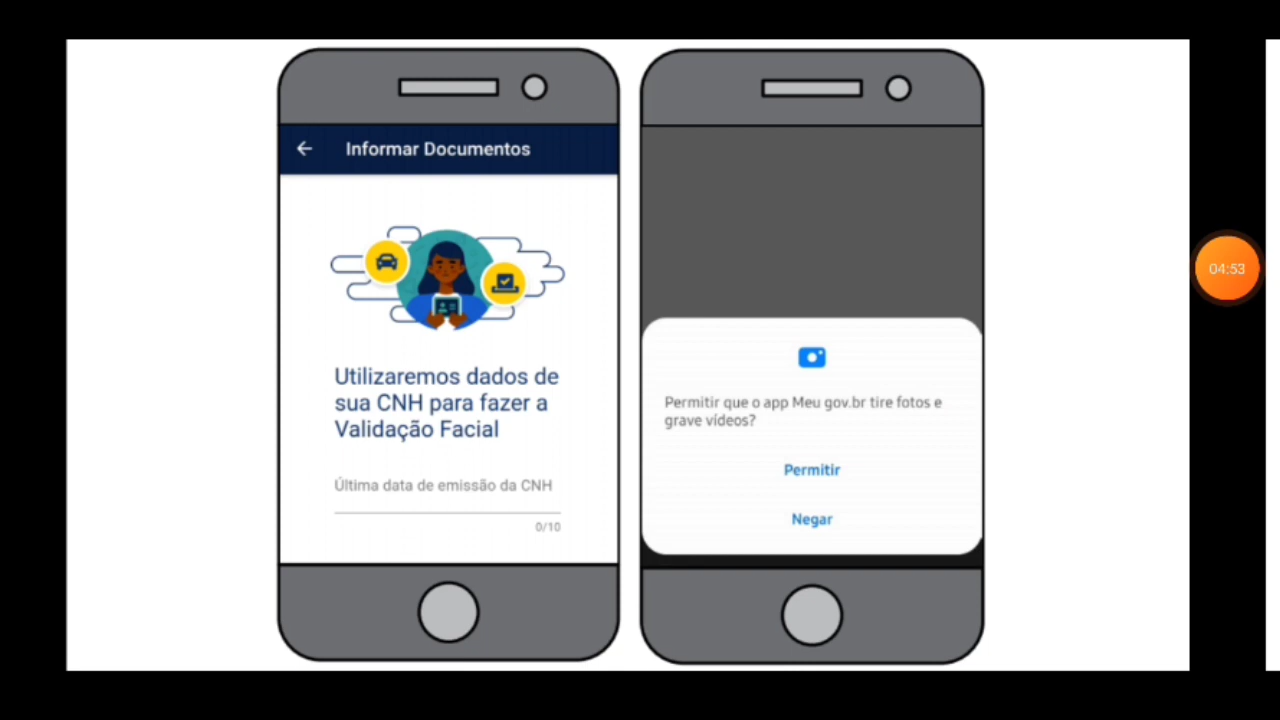 Informar Documentos
Utilizaremos dados de
sua CNH para fazer a
Validação Facial
Última data de emissão da CNH
0/10
Permitir que o app Meu gov.br tire fotos e
grave vídeos?
Permitir
Negar
04:53